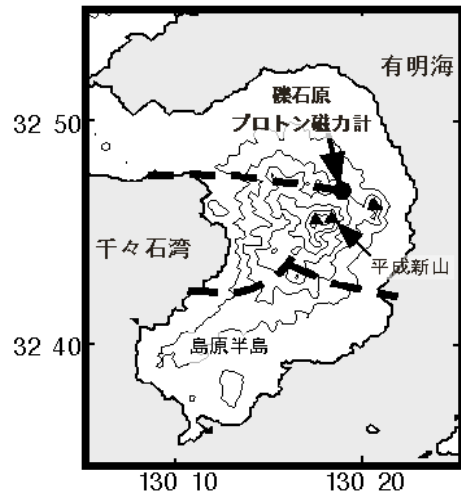 有明海
礫石原
プロトン磁力計
32 50
千々石湾
平成新山
32 40
島原半島
130 10
130 20